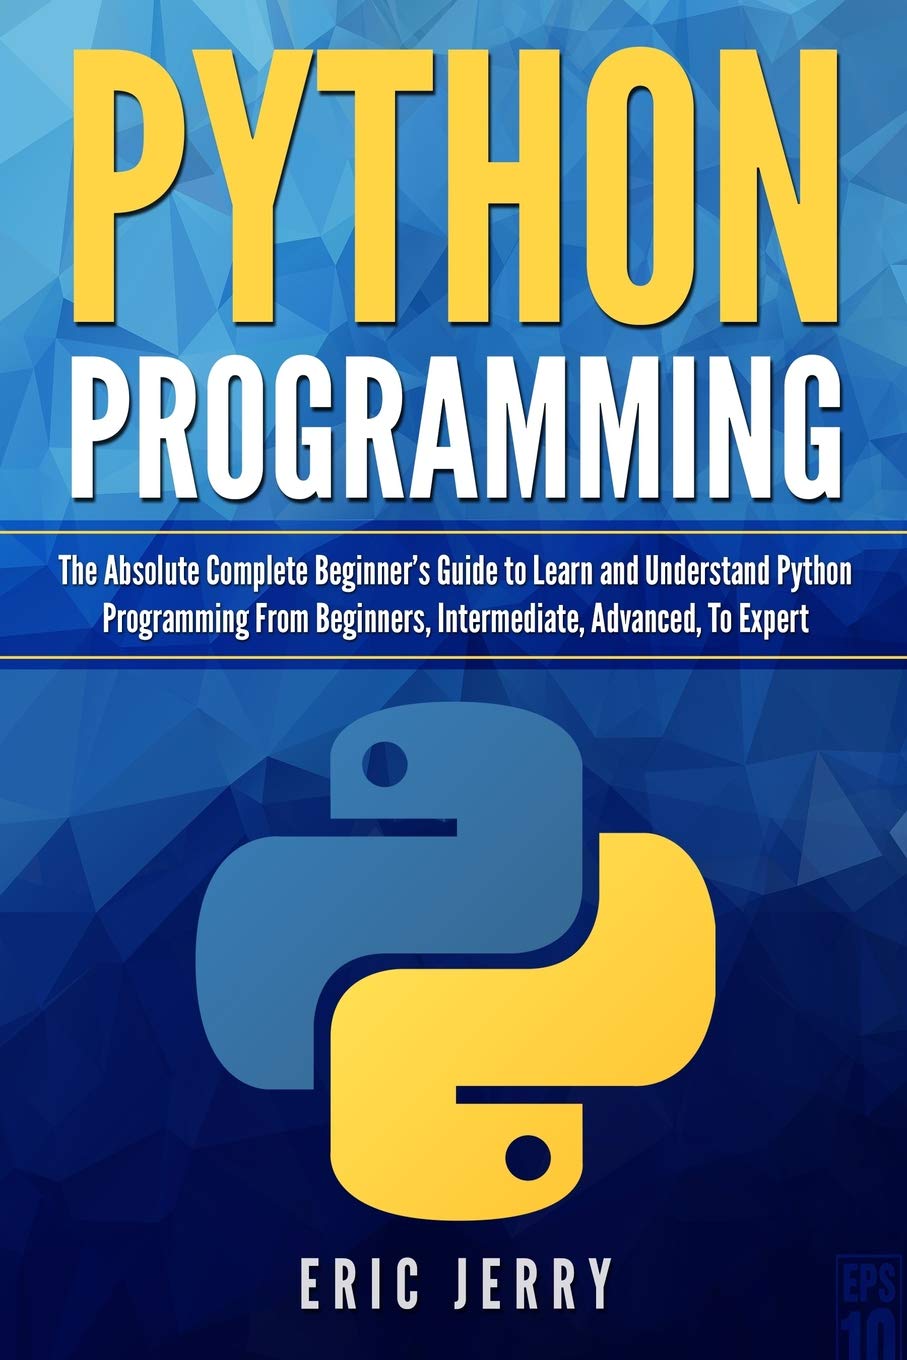 PYTHON
PROGRAMMING
The Absolute Complete Beginner’s Guide to Learn and Understand Python
Programming From Beginners, Intermediate, Advanced, To Expert
ERIC JERRY
EPS
10